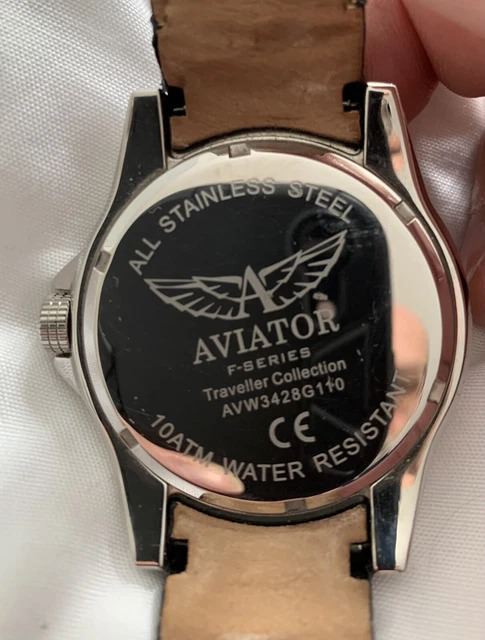 ALL STAINLESS STEEL
A
AVIATOR
F-SERIES
Traveller Collection
AVW3428G110
CE
10ATM WATER RESISTANT